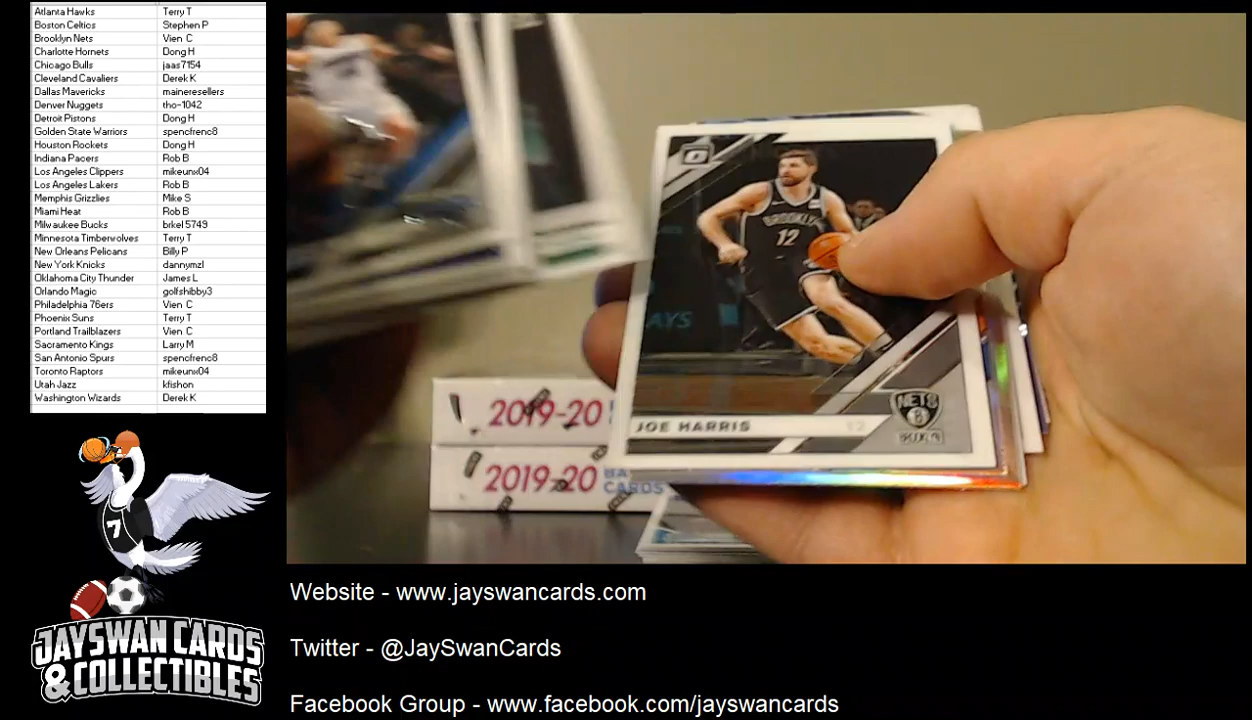 Atlanta Hawks Terry T
Boston Celtics Stephen P
Brooklyn Nets Vien C
Charlotte Hornets Dong H
Chicago Bulls jaas7154
Cleveland Cavaliers Derek K
Dallas Mavericks maineresellers
Denver Nuggets tho-1042
Detroit Pistons Dong H
Golden State Warriors spencfrenc8
Houston Rockets Dong H
Indiana Pacers Rob B
Los Angeles Clippers mikeunx04
Los Angeles Lakers Rob B
Memphis Grizzlies Mike S
Miami Heat Rob B
Milwaukee Bucks brkel5749
Minnesota Timberwolves Terry T
New Orleans Pelicans Billy P
New York Knicks dannymzl
Oklahoma City Thunder James L
Orlando Magic golfshibby3
Philadelphia 76ers Vien C
Phoenix Suns Terry T
Portland Trailblazers Vien C
Sacramento Kings Larry M
San Antonio Spurs spencfrenc8
Toronto Raptors mikeunx04
Utah Jazz kfishon
Washington Wizards Derek K
7
JAYSWAN CARDS
& COLLECTIBLES
BROOKLYN
12
JOE HARRIS 12
NETS
2019-20
2019-20 CARDS
Website - www.jayswancards.com
Twitter - @JaySwanCards
Facebook Group - www.facebook.com/jayswancards